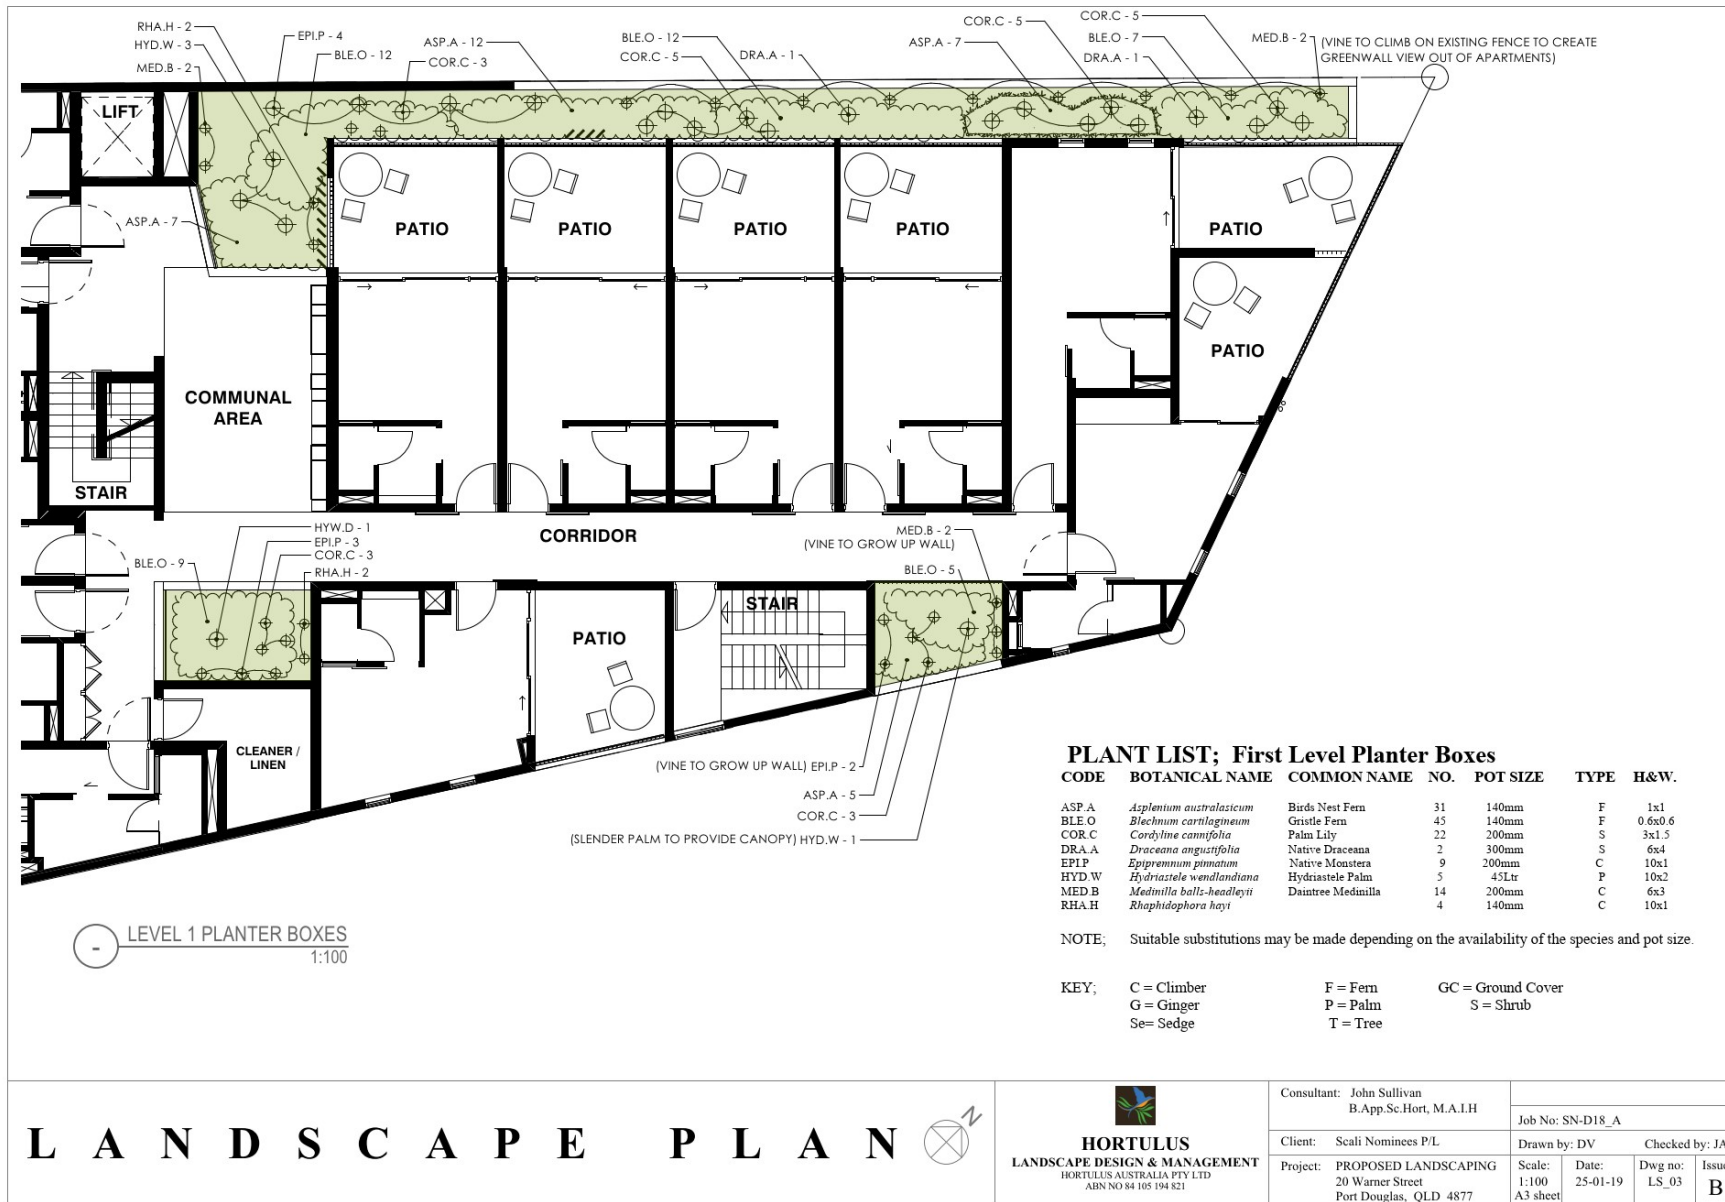 RHA.H - 2
HYD.W - 3
MED.B - 2
EPI.P - 4
BLE.O - 12
ASP.A - 12
COR.C - 3
BLE.O - 12
COR.C - 5
DRA.A - 1
COR.C - 5
ASP.A - 7
COR.C - 5
BLE.O - 7
DRA.A - 1
MED.B - 2
(VINE TO CLIMB ON EXISTING FENCE TO CREATE
GREENWALL VIEW OUT OF APARTMENTS)
LIFT
ASP.A - 7
PATIO
PATIO
PATIO
PATIO
PATIO
PATIO
COMMUNAL
AREA
STAIR
CORRIDOR
HYW.D - 1
EPI.P - 3
COR.C - 3
RHA.H - 2
BLE.O - 9
MED.B - 2
(VINE TO GROW UP WALL)
BLE.O - 5
STAIR
PATIO
CLEANER /
LINEN
(VINE TO GROW UP WALL) EPI.P - 2
ASP.A - 5
COR.C - 3
(SLENDER PALM TO PROVIDE CANOPY) HYD.W - 1
PLANT LIST; First Level Planter Boxes
CODE BOTANICAL NAME COMMON NAME NO. POT SIZE TYPE H&W.
ASP.A Asplenium australasicum Birds Nest Fern 31 140mm F 1x1
BLE.O Blechnum cartilagineum Gristle Fern 45 140mm F 0.6x0.6
COR.C Cordyline cannifolia Palm Lily 22 200mm S 3x1.5
DRA.A Draceana angustifolia Native Draceana 2 300mm S 6x4
EPI.P Epipremnum pinnatum Native Monstera 9 200mm C 10x1
HYD.W Hydriastele wendlandiana Hydriastele Palm 5 45Ltr P 10x2
MED.B Medinilla balls-headleyii Daintree Medinilla 14 200mm C 6x3
RHA.H Rhaphidophora hayi 4 140mm C 10x1
NOTE; Suitable substitutions may be made depending on the availability of the species and pot size.
KEY; C = Climber F = Fern GC = Ground Cover
G = Ginger P = Palm S = Shrub
Se= Sedge T = Tree
-
LEVEL 1 PLANTER BOXES
1:100
LANDSCAPE PLAN
N
HORTULUS
LANDSCAPE DESIGN & MANAGEMENT
HORTULUS AUSTRALIA PTY LTD
ABN NO 84 105 194 821
Consultant: John Sullivan
B.App.Sc.Hort, M.A.I.H
Client: Scali Nominees P/L
Project: PROPOSED LANDSCAPING
20 Warner Street
Port Douglas, QLD 4877
Job No: SN-D18_A
Drawn by: DV Checked by: JA
Scale: Date: Dwg no: Issu
1:100 25-01-19 LS_03 B
A3 sheet